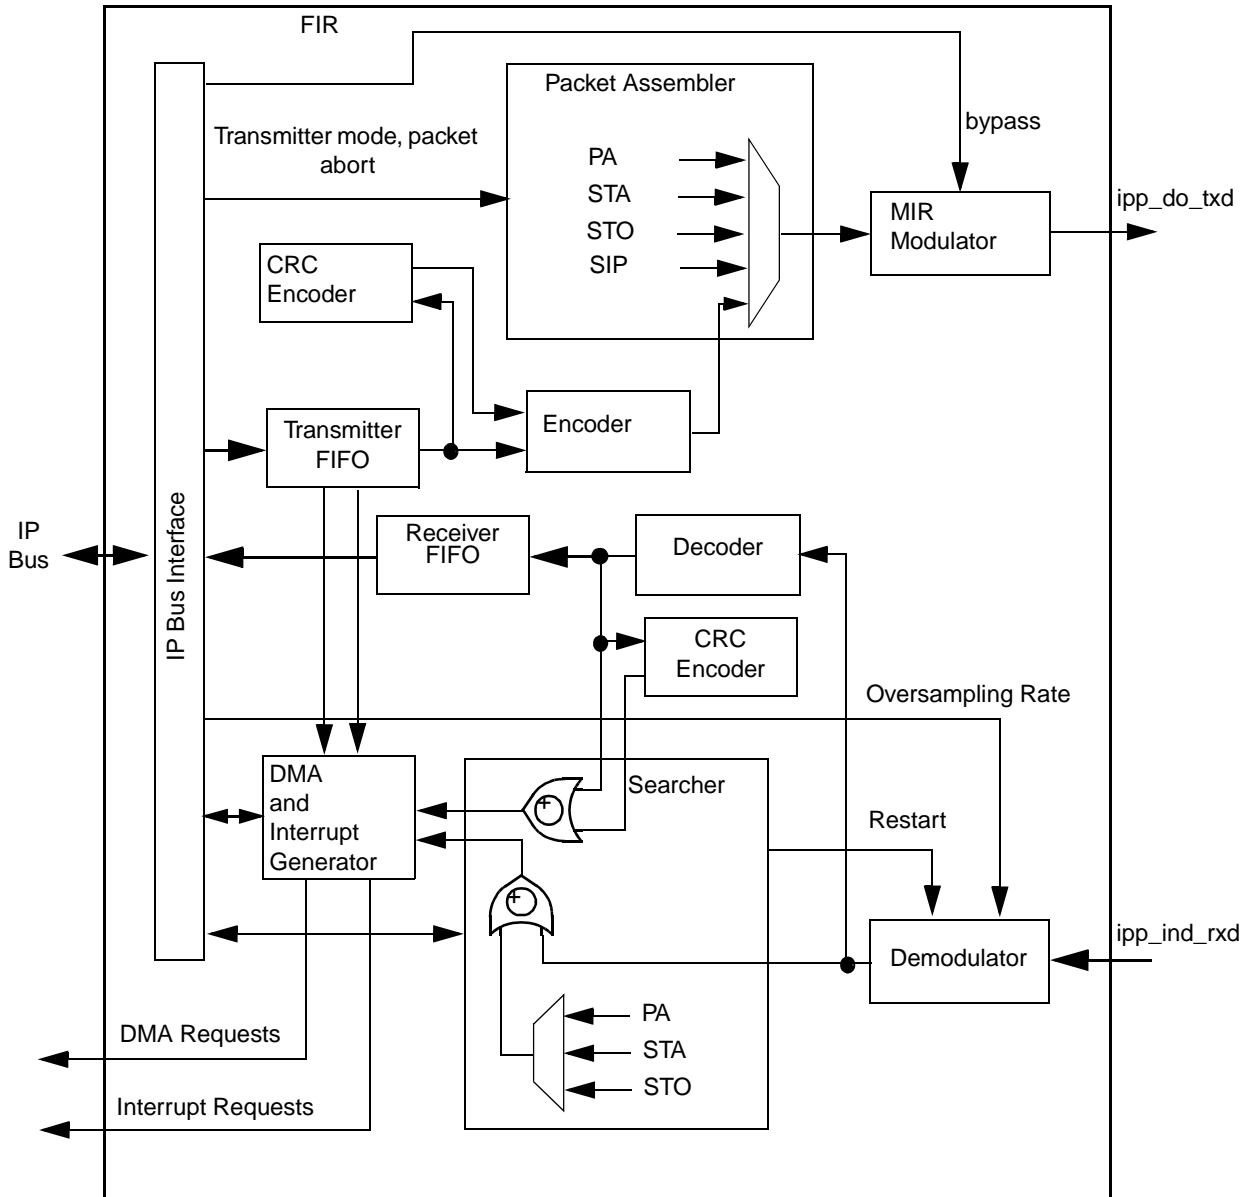 FIR
Packet Assembler
Transmitter mode, packet
abort
bypass
PA
STA
STO
SIP
MIR
Modulator
ipp_do_txd
CRC
Encoder
Transmitter
FIFO
Encoder
IP
Bus
IP Bus Interface
Receiver
FIFO
Decoder
CRC
Encoder
Oversampling Rate
DMA
and
Interrupt
Generator
+
Searcher
Restart
+
Demodulator
ipp_ind_rxd
PA
STA
STO
DMA Requests
Interrupt Requests